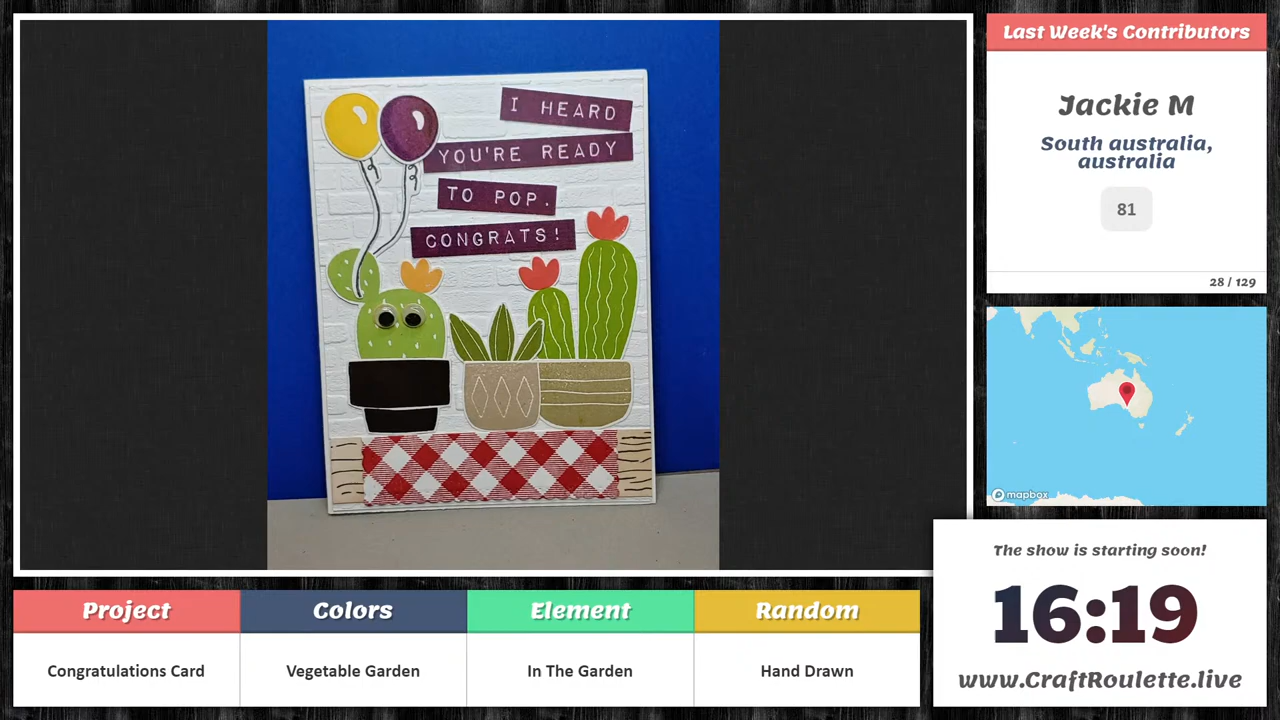 I HEARD
YOU'RE READY
TO POP.
CONGRATS!
Last Week's Contributors
Jackie M
South australia,
australia
81
28 / 129
mapbox
The show is starting soon!
16:19
www.CraftRoulette.live
Project
Colors
Element
Random
Congratulations Card
Vegetable Garden
In The Garden
Hand Drawn